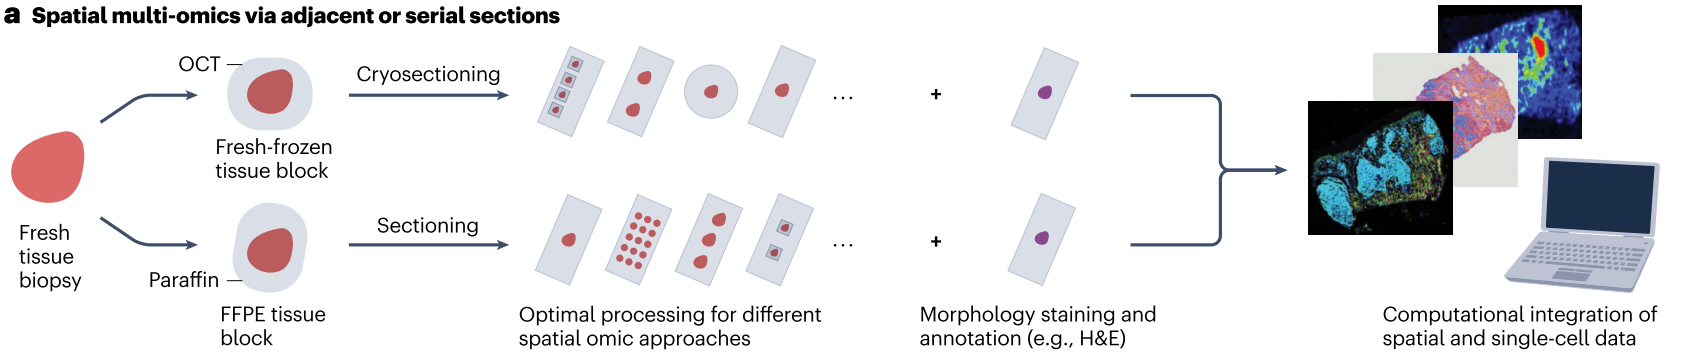 a Spatial multi-omics via adjacent or serial sections
OCT
Cryosectioning
...
+
Fresh-frozen
tissue block
Fresh
tissue
biopsy
Sectioning
...
+
Paraffin
FFPE tissue
block
Optimal processing for different
spatial omic approaches
Morphology staining and
annotation (e.g., H&E)
Computational integration of
spatial and single-cell data